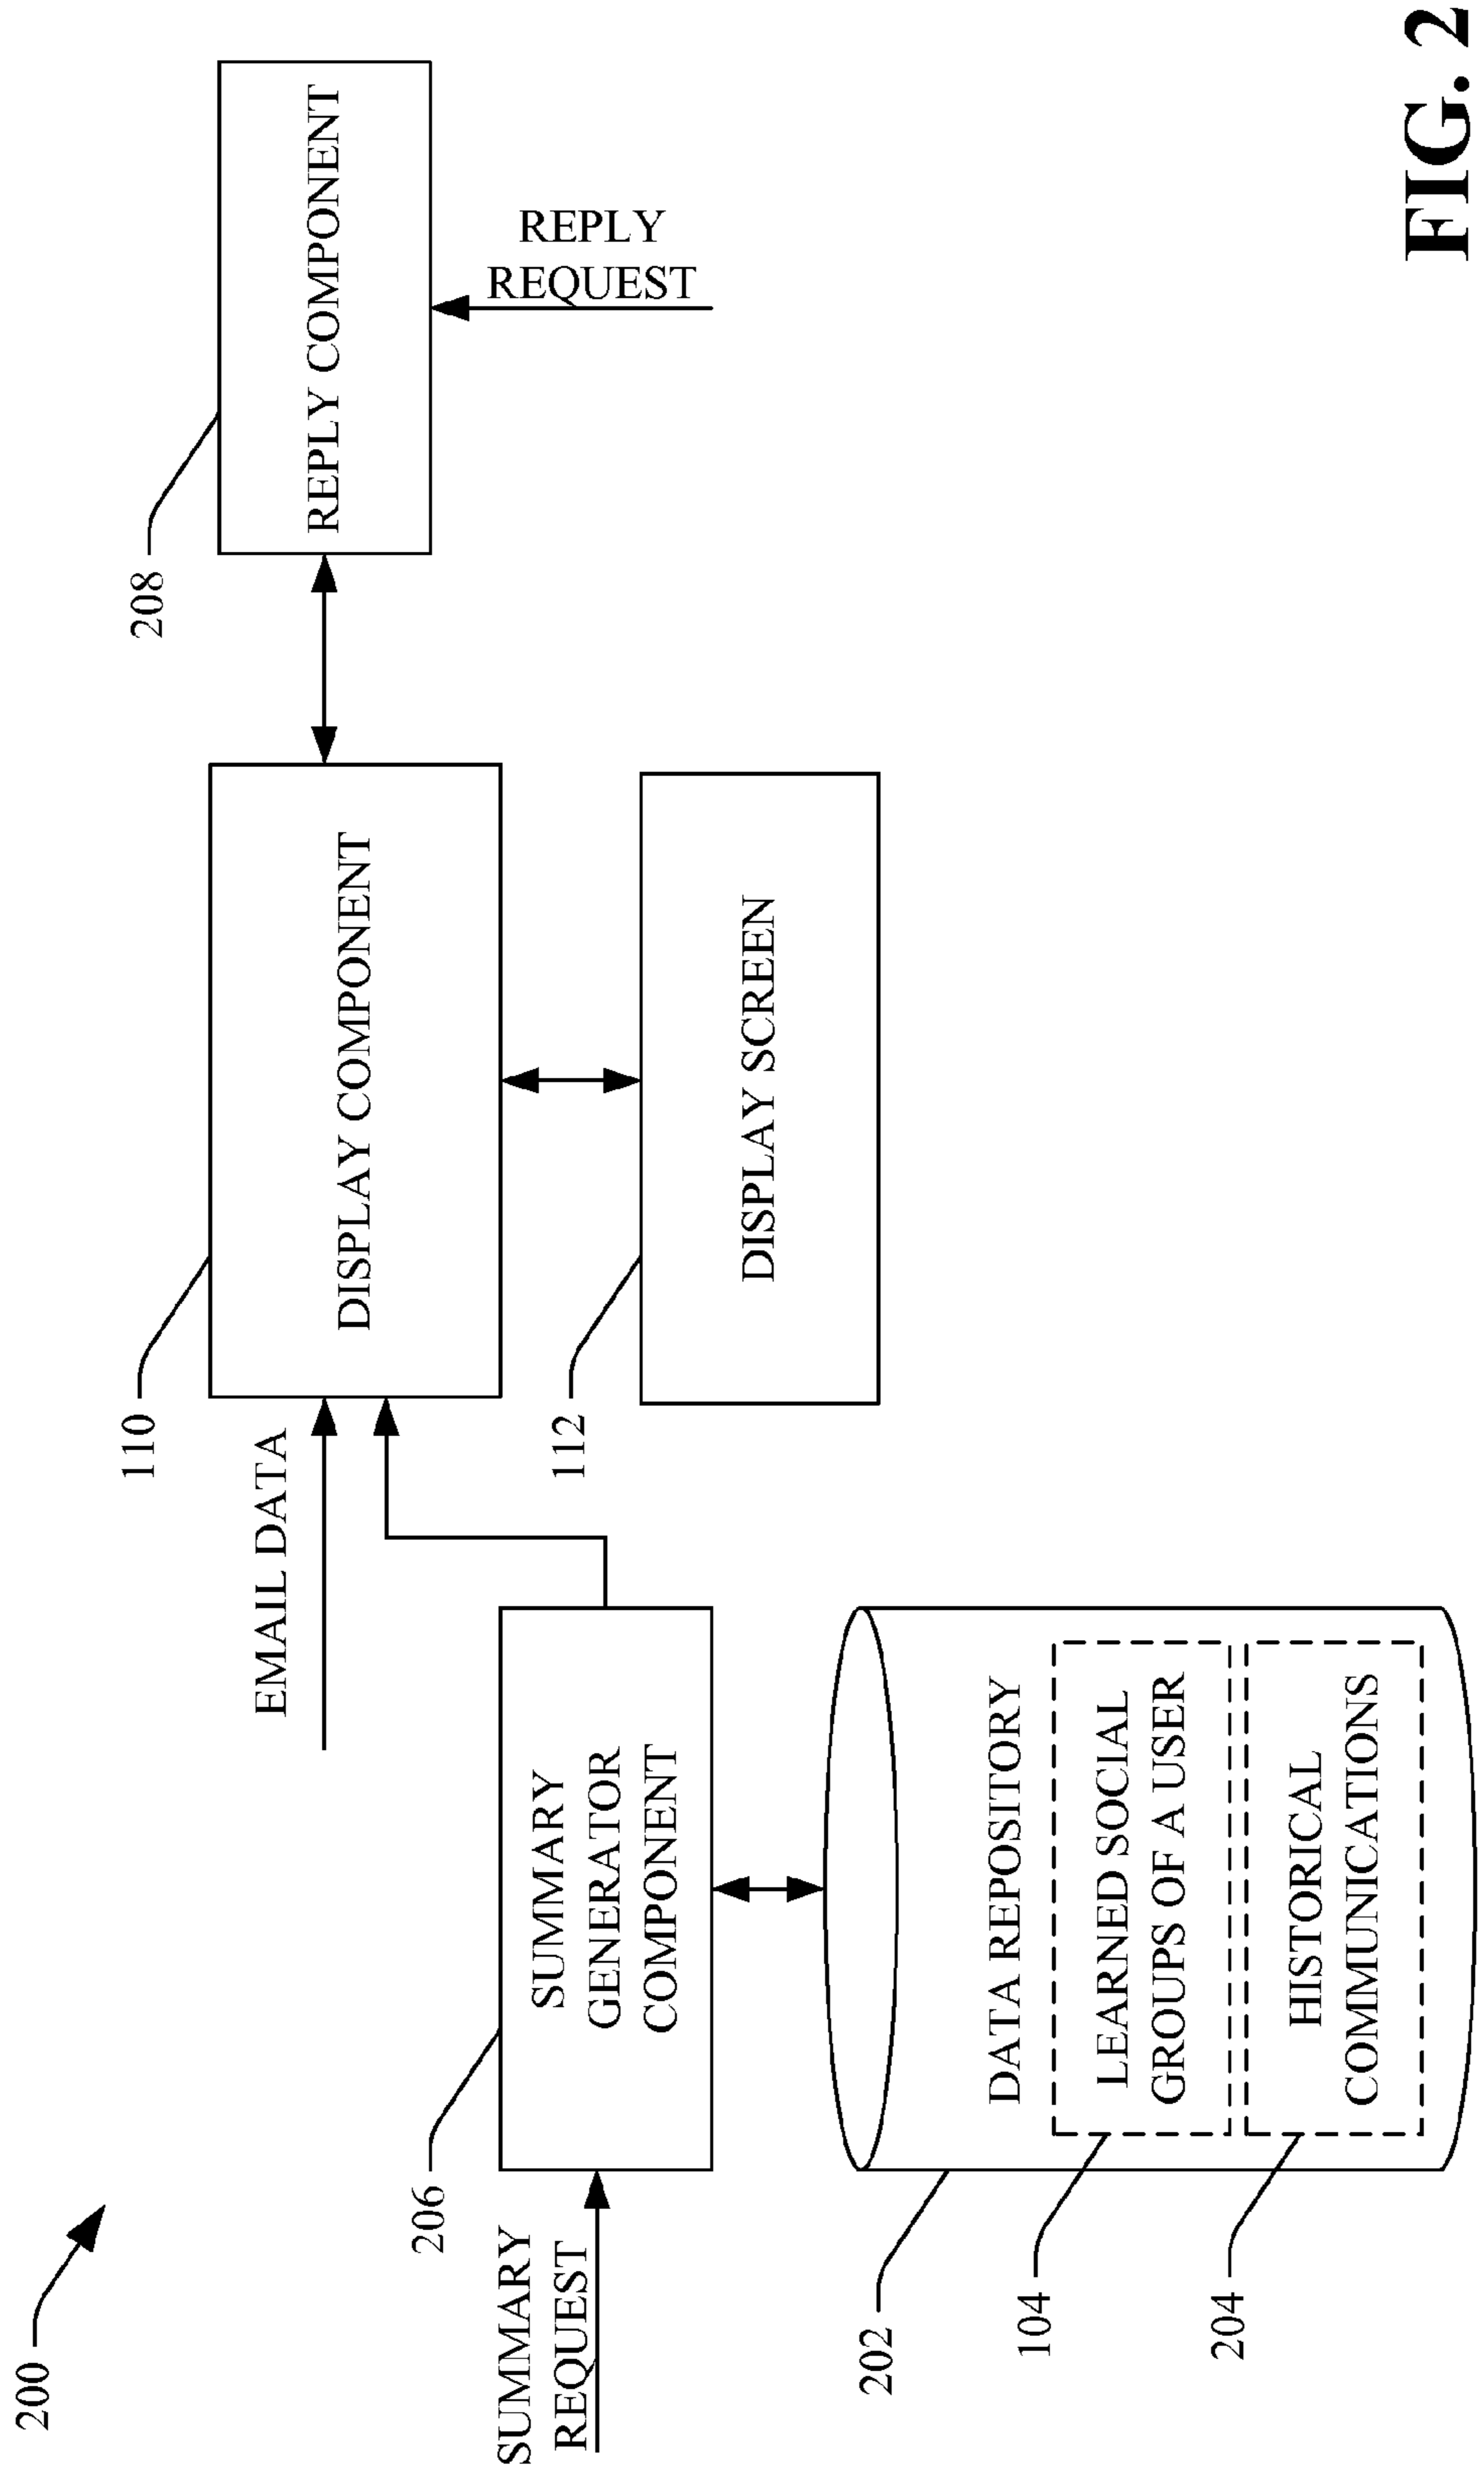 200
EMAIL DATA
110
DISPLAY COMPONENT
208
REPLY COMPONENT
REPLY
REQUEST
SUMMARY
REQUEST
206
SUMMARY
GENERATOR
COMPONENT
112
DISPLAY SCREEN
202
DATA REPOSITORY
104
LEARNED SOCIAL
GROUPS OF A USER
204
HISTORICAL
COMMUNICATIONS
FIG. 2